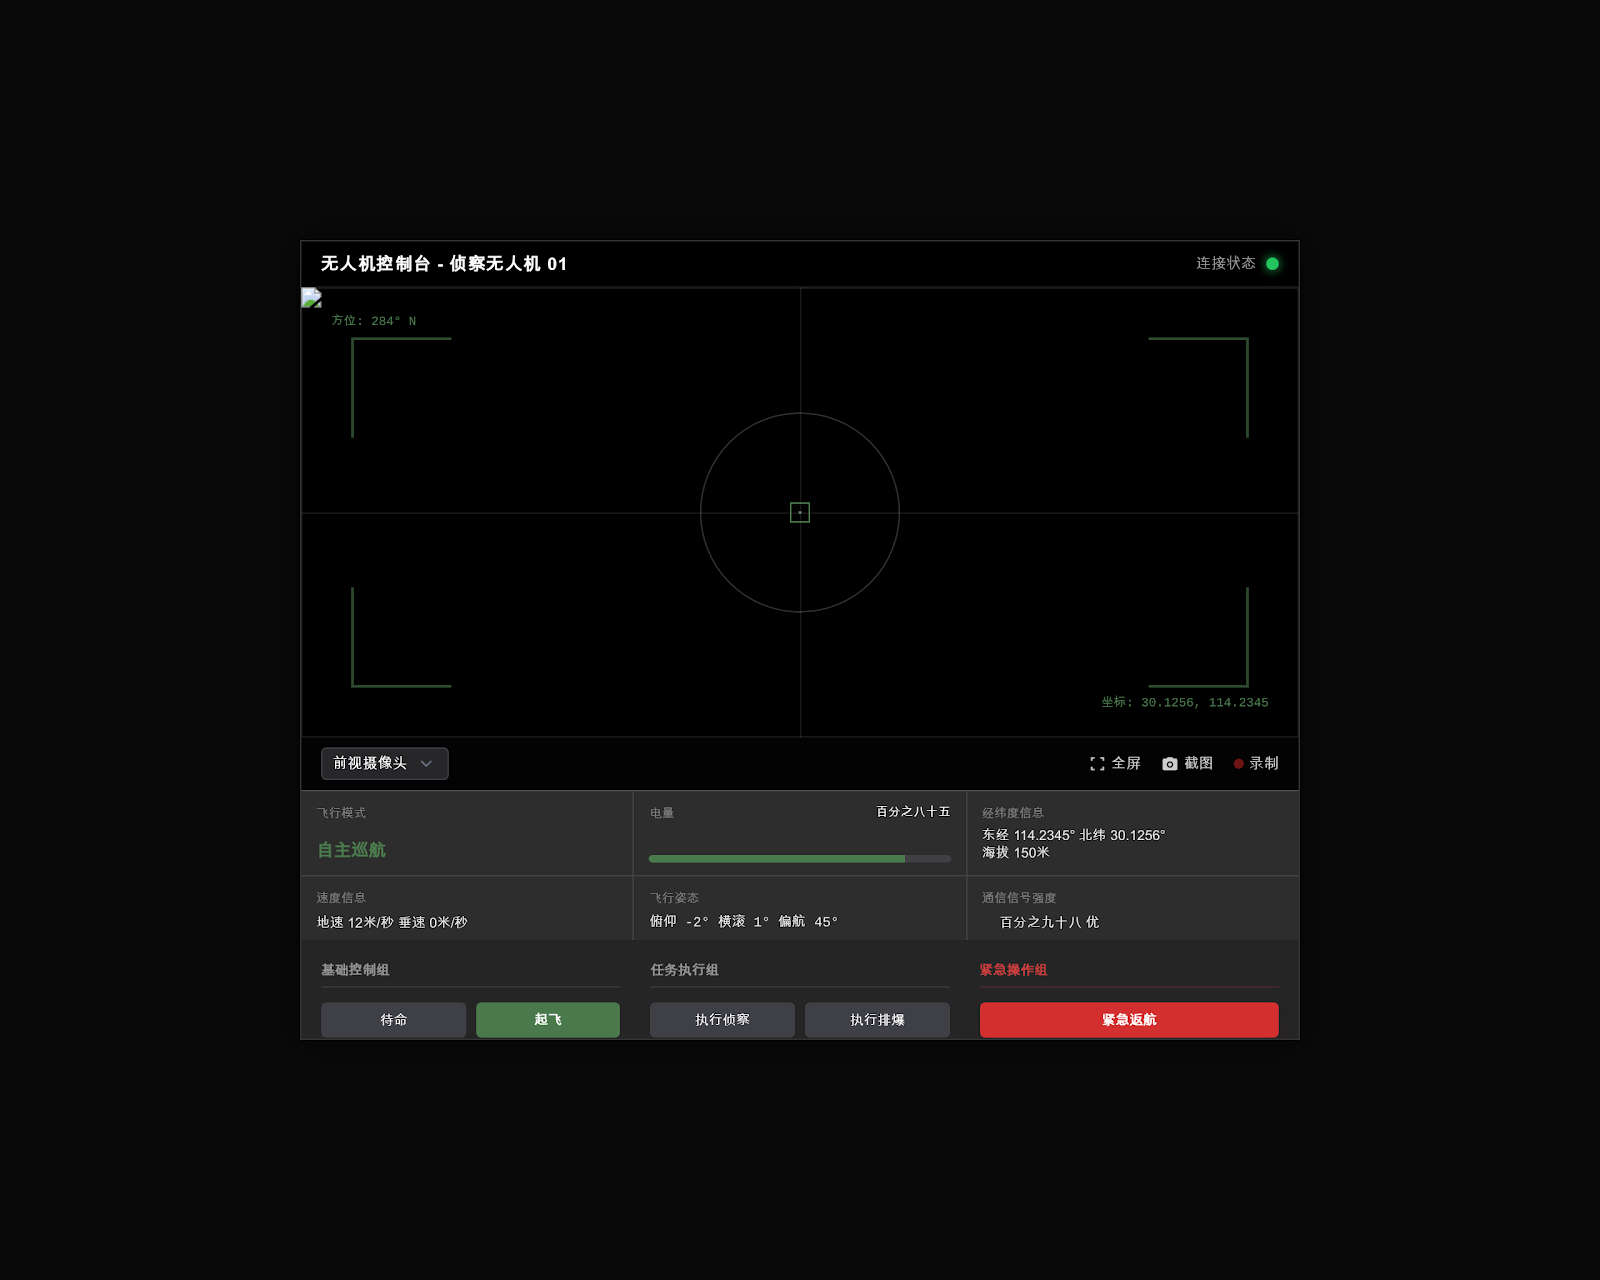 无人机控制台 - 侦察无人机 01
连接状态
方位: 284° N
坐标: 30.1256, 114.2345
前视摄像头
全屏
截图
录制
飞行模式
自主巡航
电量
百分之八十五
经纬度信息
东经 114.2345° 北纬 30.1256°
海拔 150米
速度信息
地速 12米/秒 垂速 0米/秒
飞行姿态
俯仰 -2° 横滚 1° 偏航 45°
通信信号强度
百分之九十八 优
基础控制组
待命
起飞
任务执行组
执行侦察
执行排爆
紧急操作组
紧急返航